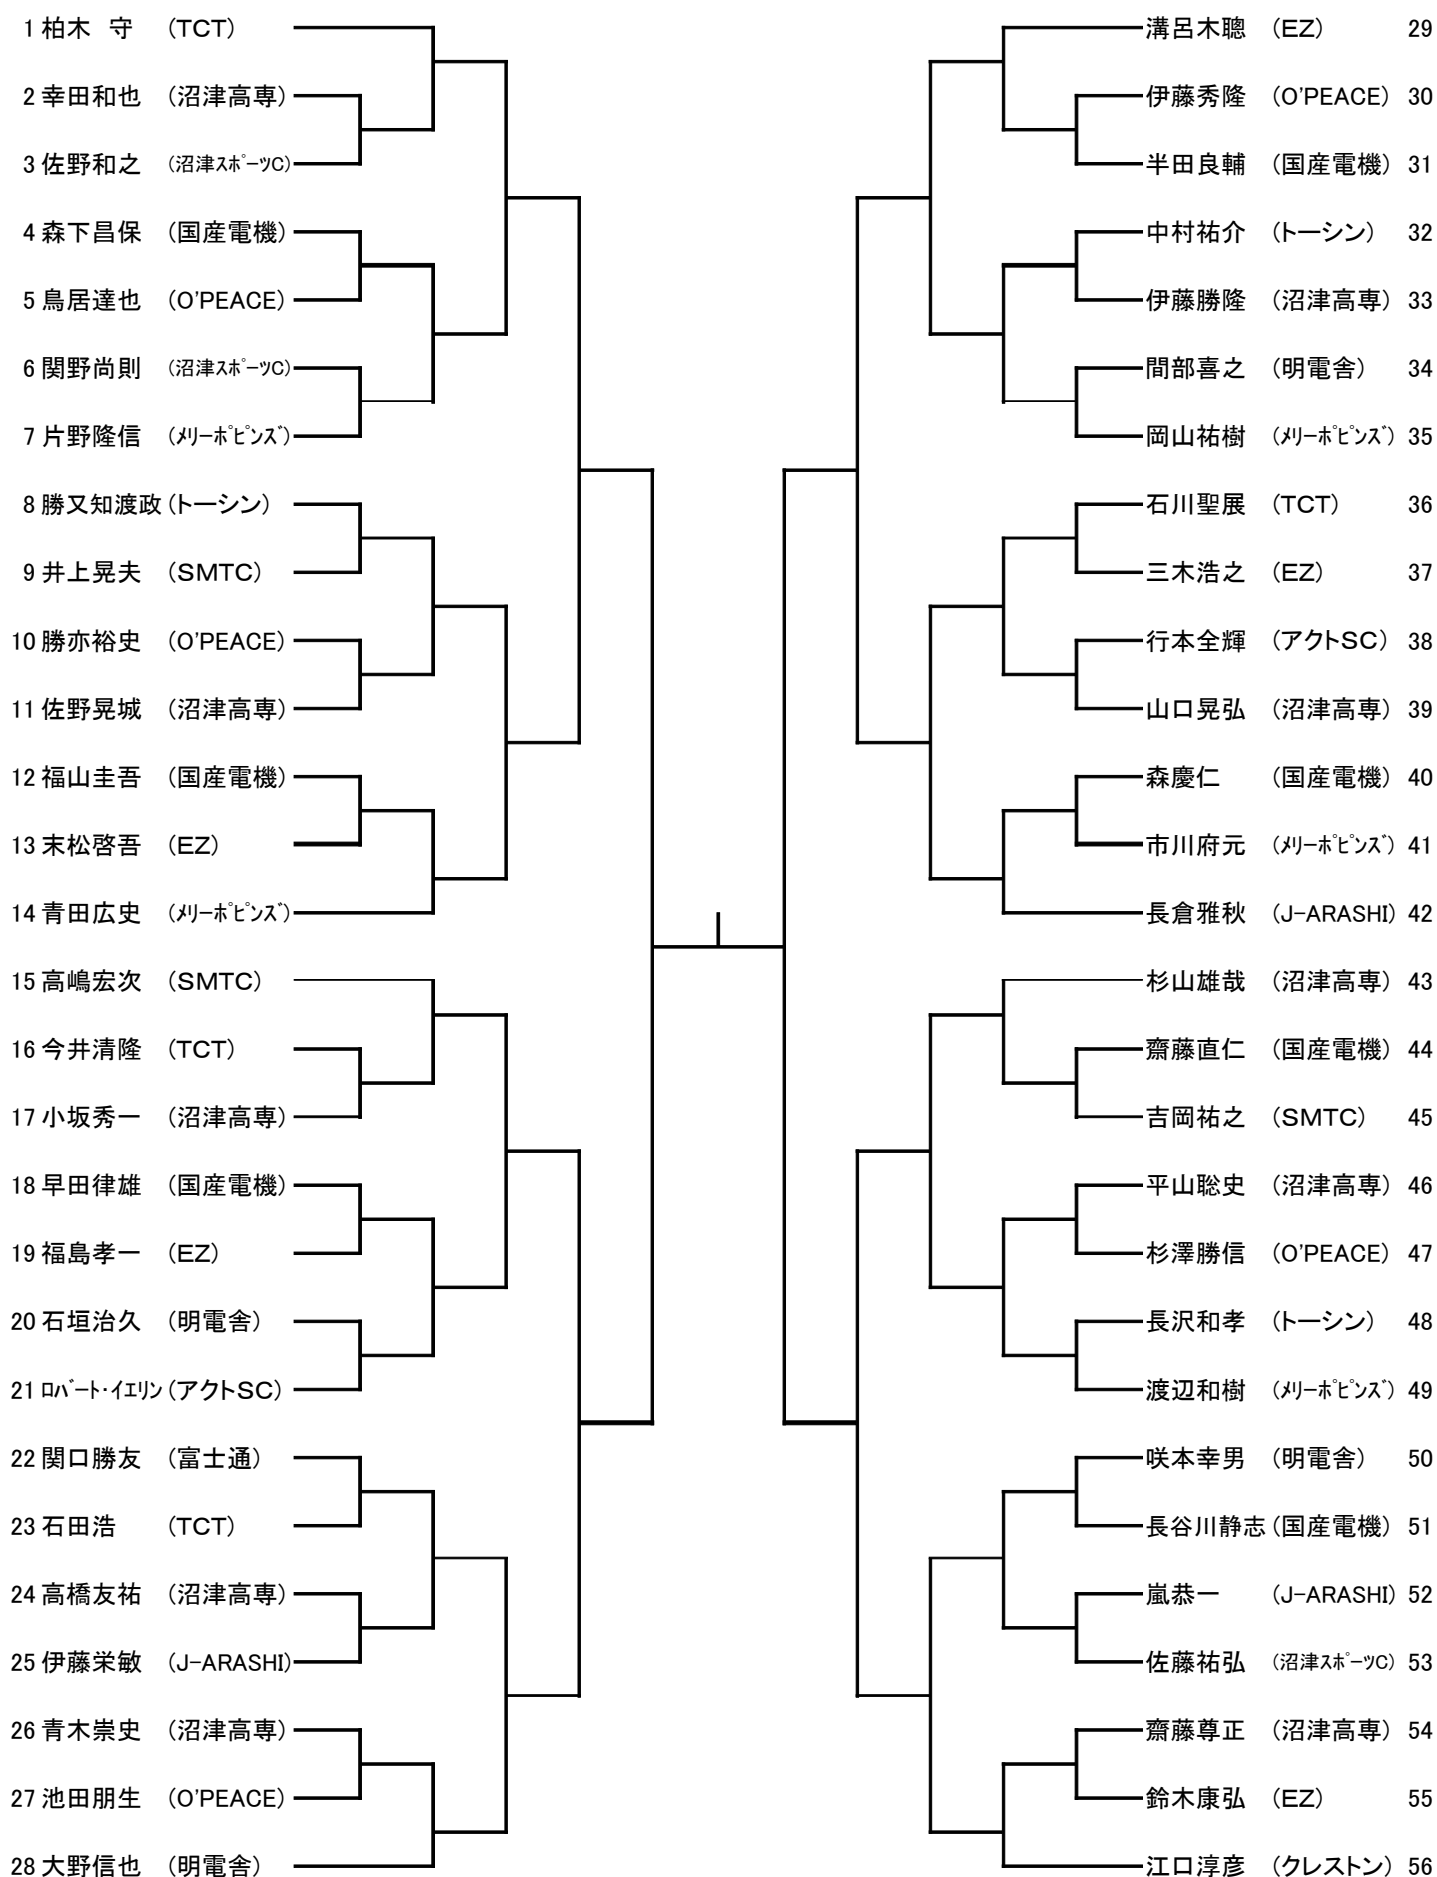 1 柏木 守 (TCT)
2 幸田和也 (沼津高専)
3 佐野和之 (沼津ｽﾎﾟｰﾂC)
4 森下昌保 (国産電機)
5 鳥居達也 (O'PEACE)
6 関野尚則 (沼津ｽﾎﾟｰﾂC)
7 片野隆信 (ﾒﾘｰﾎﾟﾋﾟﾝｽﾞ)
8 勝又知渡政 (トーシン)
9 井上晃夫 (SMTC)
10 勝亦裕史 (O'PEACE)
11 佐野晃城 (沼津高専)
12 福山圭吾 (国産電機)
13 末松啓吾 (EZ)
14 青田広史 (ﾒﾘｰﾎﾟﾋﾟﾝｽﾞ)
15 高嶋宏次 (SMTC)
16 今井清隆 (TCT)
17 小坂秀一 (沼津高専)
18 早田律雄 (国産電機)
19 福島孝一 (EZ)
20 石垣治久 (明電舎)
21 ﾛﾊﾞｰﾄ･ｲｴﾘﾝ (アクトSC)
22 関口勝友 (富士通)
23 石田浩 (TCT)
24 高橋友祐 (沼津高専)
25 伊藤栄敏 (J-ARASHI)
26 青木崇史 (沼津高専)
27 池田朋生 (O'PEACE)
28 大野信也 (明電舎)
溝呂木聰 (EZ) 29
伊藤秀隆 (O'PEACE) 30
半田良輔 (国産電機) 31
中村祐介 (トーシン) 32
伊藤勝隆 (沼津高専) 33
間部喜之 (明電舎) 34
岡山祐樹 (ﾒﾘｰﾎﾟﾋﾟﾝｽﾞ) 35
石川聖展 (TCT) 36
三木浩之 (EZ) 37
行本全輝 (アクトSC) 38
山口晃弘 (沼津高専) 39
森慶仁 (国産電機) 40
市川府元 (ﾒﾘｰﾎﾟﾋﾟﾝｽﾞ) 41
長倉雅秋 (J-ARASHI) 42
杉山雄哉 (沼津高専) 43
齋藤直仁 (国産電機) 44
吉岡祐之 (SMTC) 45
平山聡史 (沼津高専) 46
杉澤勝信 (O'PEACE) 47
長沢和孝 (トーシン) 48
渡辺和樹 (ﾒﾘｰﾎﾟﾋﾟﾝｽﾞ) 49
咲本幸男 (明電舎) 50
長谷川静志 (国産電機) 51
嵐恭一 (J-ARASHI) 52
佐藤祐弘 (沼津ｽﾎﾟｰﾂC) 53
齋藤尊正 (沼津高専) 54
鈴木康弘 (EZ) 55
江口淳彦 (クレストン) 56